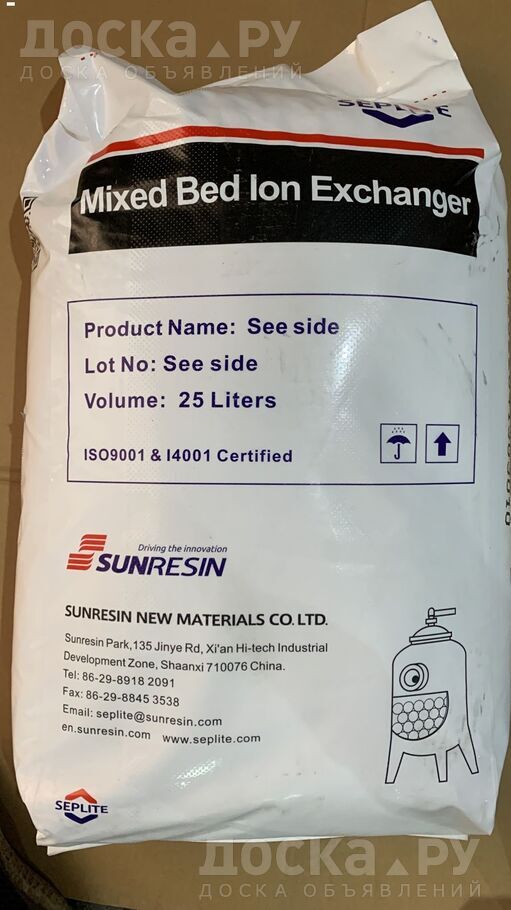 ДОСКА.РУ
ДОСКА ОБЪЯВЛЕНИЙ
SEPLITE
Mixed Bed Ion Exchanger
Product Name: See side
Lot No: See side
Volume: 25 Liters
ISO9001 & I4001 Certified
Driving the innovation
SUNRESIN
SUNRESIN NEW MATERIALS CO. LTD.
Sunresin Park,135 Jinye Rd, Xi'an Hi-tech Industrial
Development Zone, Shaanxi 710076 China.
Tel: 86-29-8918 2091
Fax: 86-29-8845 3538
Email: seplite@sunresin.com
en.sunresin.com www.seplite.com
SEPLITE
ДОСКА.РУ
ДОСКА ОБЪЯВЛЕНИЙ